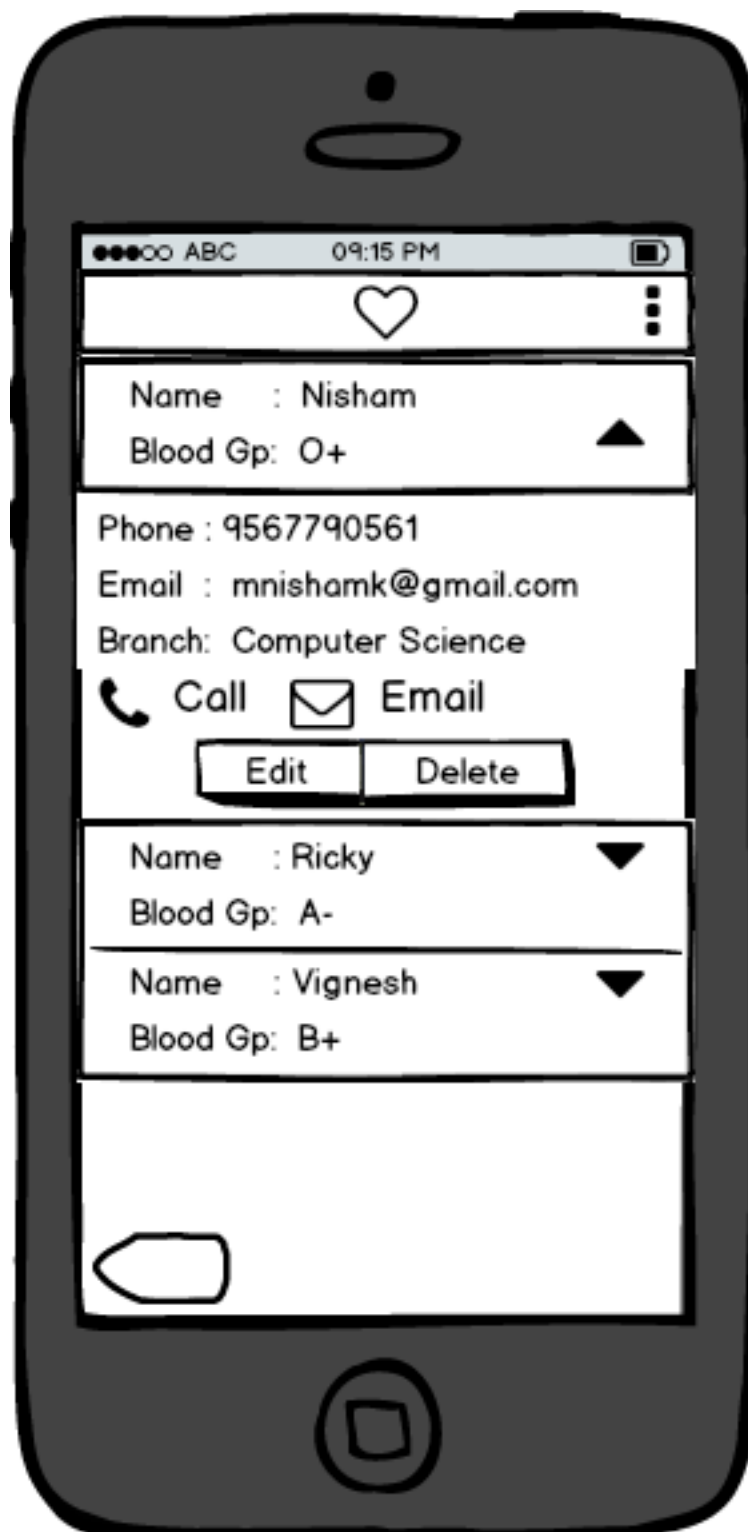 ABC 09:15 PM
Name : Nisham
Blood Gp: O+
Phone : 9567790561
Email : mnishamk@gmail.com
Branch: Computer Science
Call Email
Edit Delete
Name : Ricky
Blood Gp: A-
Name : Vignesh
Blood Gp: B+